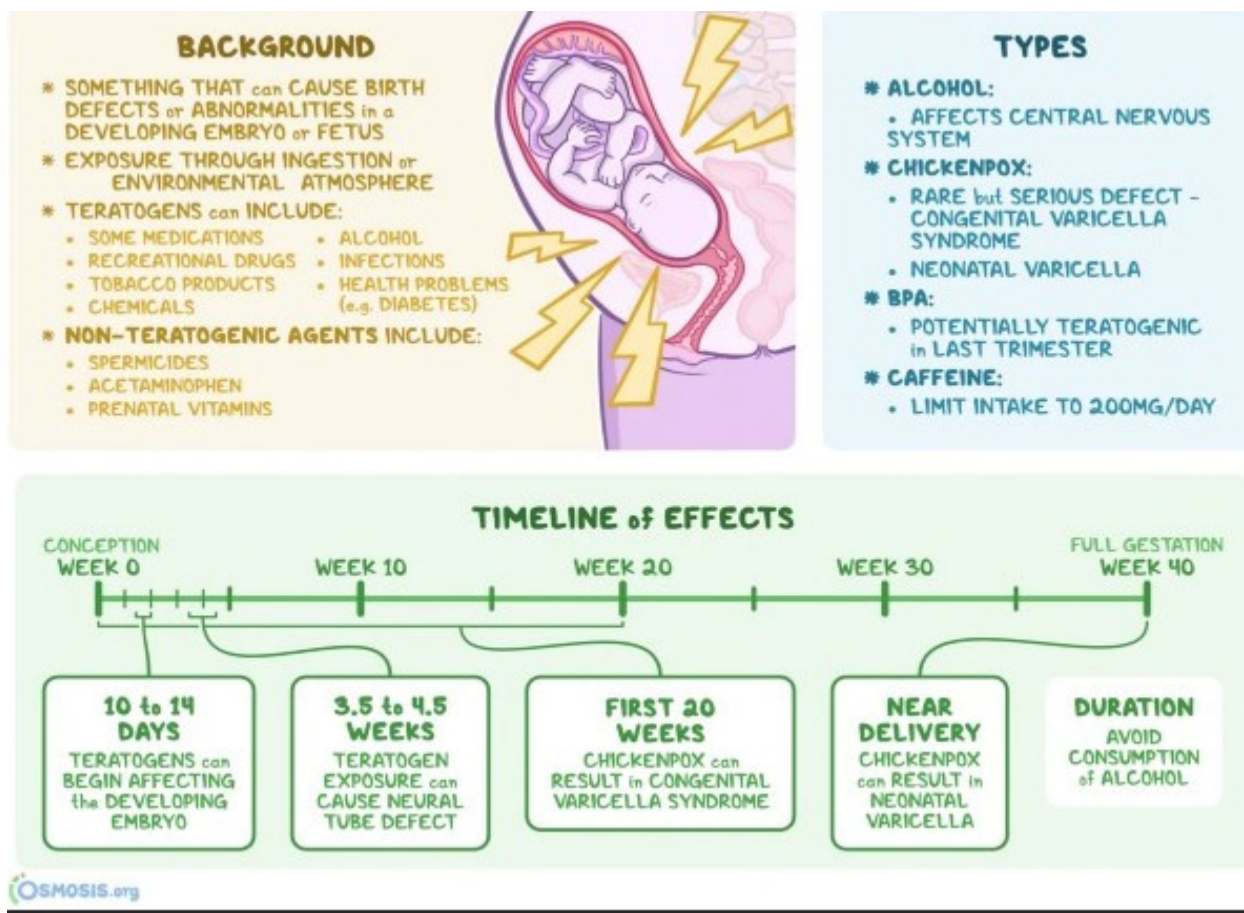 BACKGROUND
* SOMETHING THAT can CAUSE BIRTH
DEFECTS or ABNORMALITIES in a
DEVELOPING EMBRYO or FETUS
* EXPOSURE THROUGH INGESTION or
ENVIRONMENTAL ATMOSPHERE
* TERATOGENS can INCLUDE:
• SOME MEDICATIONS
• RECREATIONAL DRUGS
• TOBACCO PRODUCTS
• CHEMICALS
• ALCOHOL
• INFECTIONS
• HEALTH PROBLEMS
(e.g. DIABETES)
* NON-TERATOGENIC AGENTS INCLUDE:
• SPERMICIDES
• ACETAMINOPHEN
• PRENATAL VITAMINS
TYPES
* ALCOHOL:
• AFFECTS CENTRAL NERVOUS
SYSTEM
* CHICKENPOX:
• RARE but SERIOUS DEFECT -
CONGENITAL VARICELLA
SYNDROME
• NEONATAL VARICELLA
* BPA:
• POTENTIALLY TERATOGENIC
in LAST TRIMESTER
* CAFFEINE:
• LIMIT INTAKE TO 200MG/DAY
TIMELINE of EFFECTS
CONCEPTION
WEEK 0
WEEK 10
WEEK 20
WEEK 30
FULL GESTATION
WEEK 40
10 to 14
DAYS
TERATOGENS can
BEGIN AFFECTING
the DEVELOPING
EMBRYO
3.5 to 4.5
WEEKS
TERATOGEN
EXPOSURE can
CAUSE NEURAL
TUBE DEFECT
FIRST 20
WEEKS
CHICKENPOX can
RESULT in CONGENITAL
VARICELLA SYNDROME
NEAR
DELIVERY
CHICKENPOX
can RESULT in
NEONATAL
VARICELLA
DURATION
AVOID
CONSUMPTION
of ALCOHOL
OSMOSIS.org